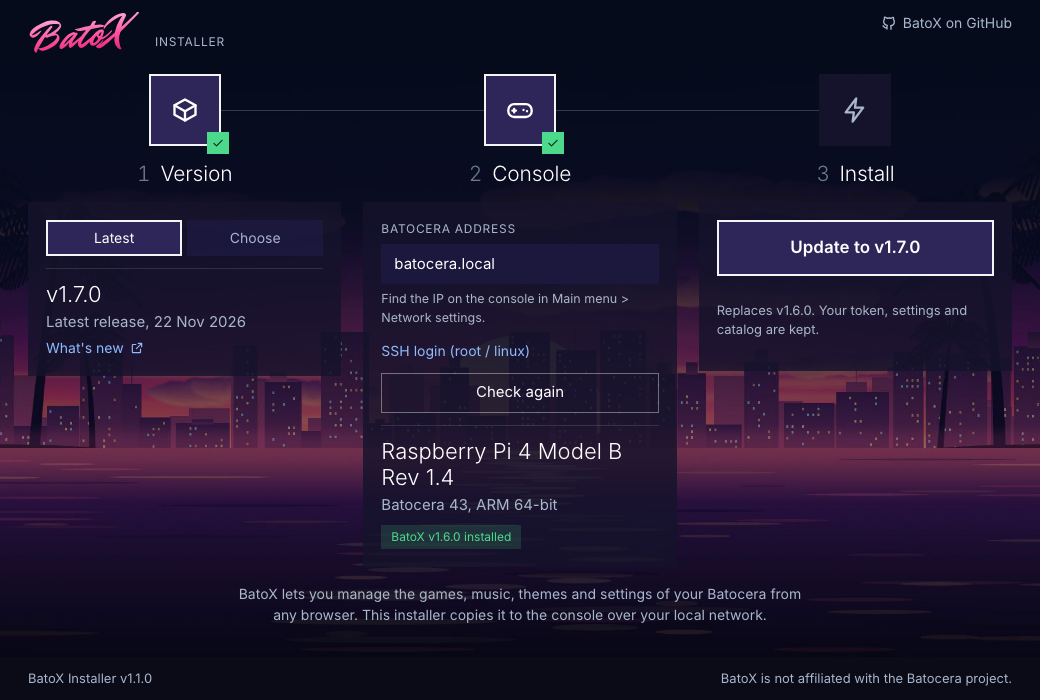 BatoX INSTALLER
BatoX on GitHub
1 Version
2 Console
3 Install
Latest
Choose
v1.7.0
Latest release, 22 Nov 2026
What's new
BATOCERA ADDRESS
batocera.local
Find the IP on the console in Main menu >
Network settings.
SSH login (root / linux)
Check again
Raspberry Pi 4 Model B
Rev 1.4
Batocera 43, ARM 64-bit
BatoX v1.6.0 installed
Update to v1.7.0
Replaces v1.6.0. Your token, settings and
catalog are kept.
BatoX lets you manage the games, music, themes and settings of your Batocera from
any browser. This installer copies it to the console over your local network.
BatoX Installer v1.1.0
BatoX is not affiliated with the Batocera project.